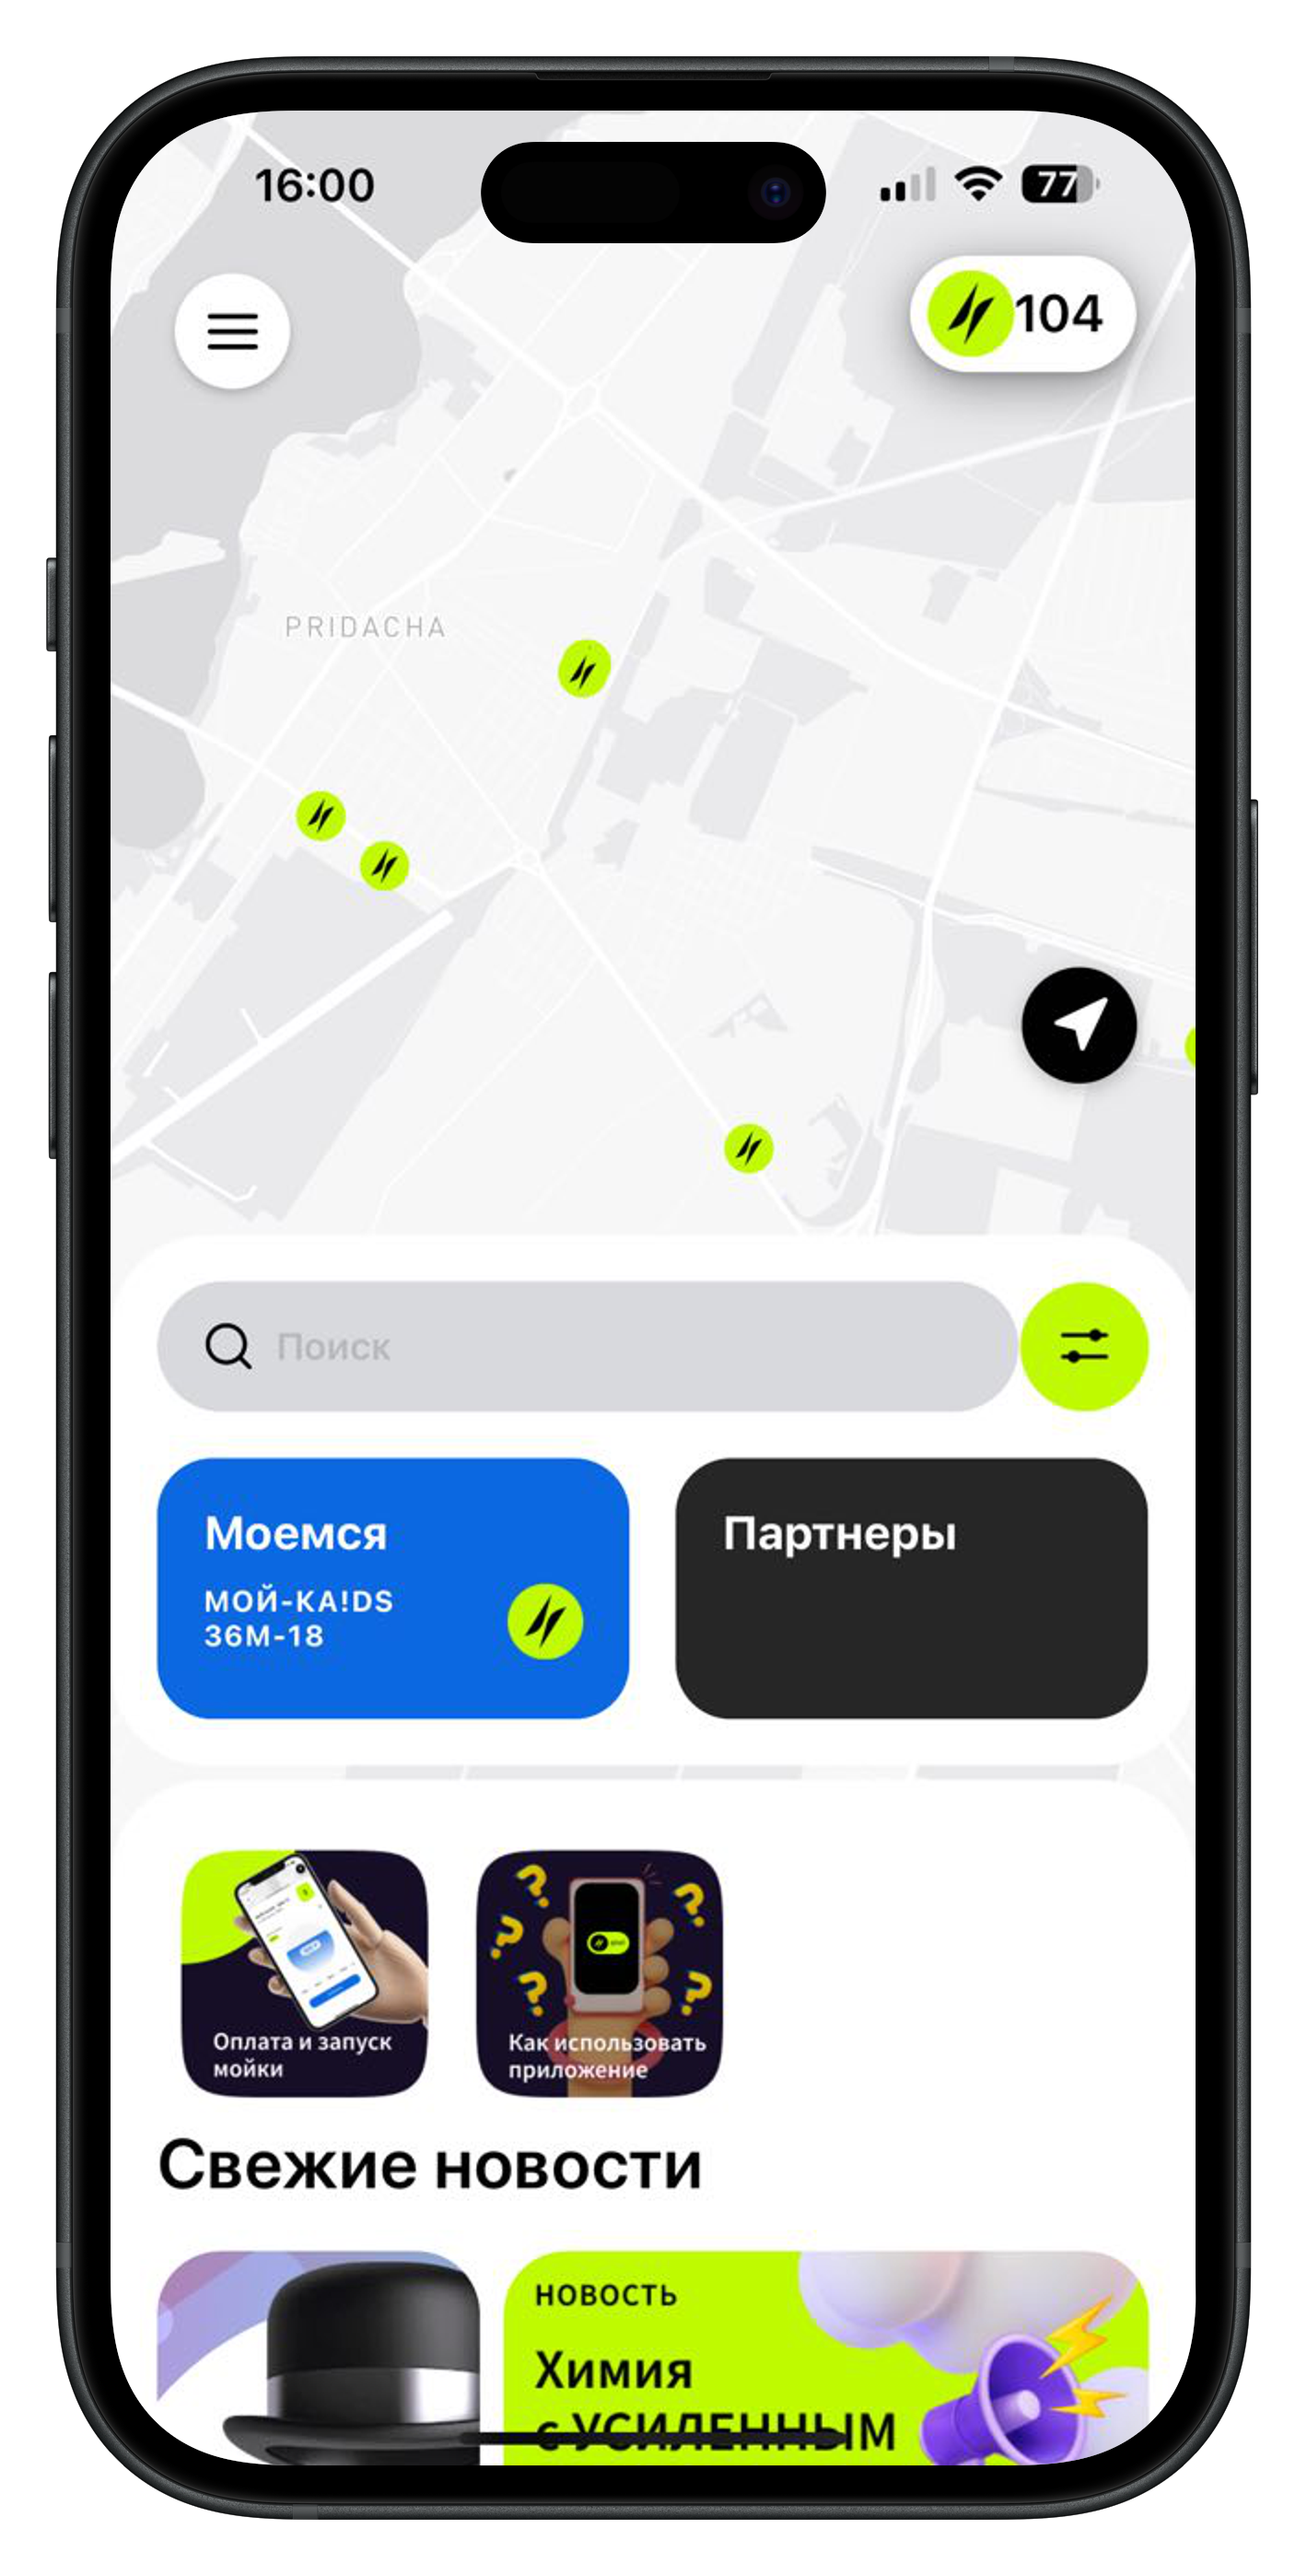 16:00
77
104
PRIDACHA
Поиск
Моемся
МОЙ-KA!DS
36М-18
Партнеры
Оплата и запуск
мойки
Как использовать
приложение
Свежие новости
НОВОСТЬ
Химия
с УСИЛЕННЫМ